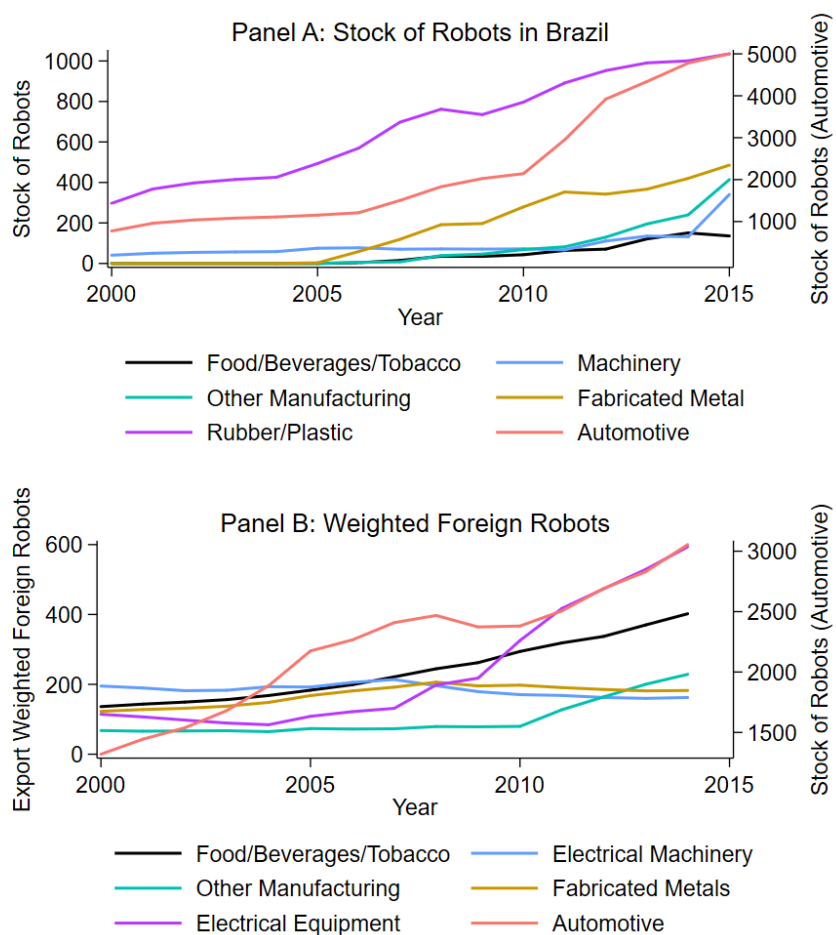 Panel A: Stock of Robots in Brazil
Stock of Robots
1000
800
600
400
200
0
Stock of Robots (Automotive)
5000
4000
3000
2000
1000
2000 2005 2010 2015
Year
Food/Beverages/Tobacco Machinery
Other Manufacturing Fabricated Metal
Rubber/Plastic Automotive
Panel B: Weighted Foreign Robots
Export Weighted Foreign Robots
600
400
200
0
Stock of Robots (Automotive)
3000
2500
2000
1500
2000 2005 2010 2015
Year
Food/Beverages/Tobacco Electrical Machinery
Other Manufacturing Fabricated Metals
Electrical Equipment Automotive